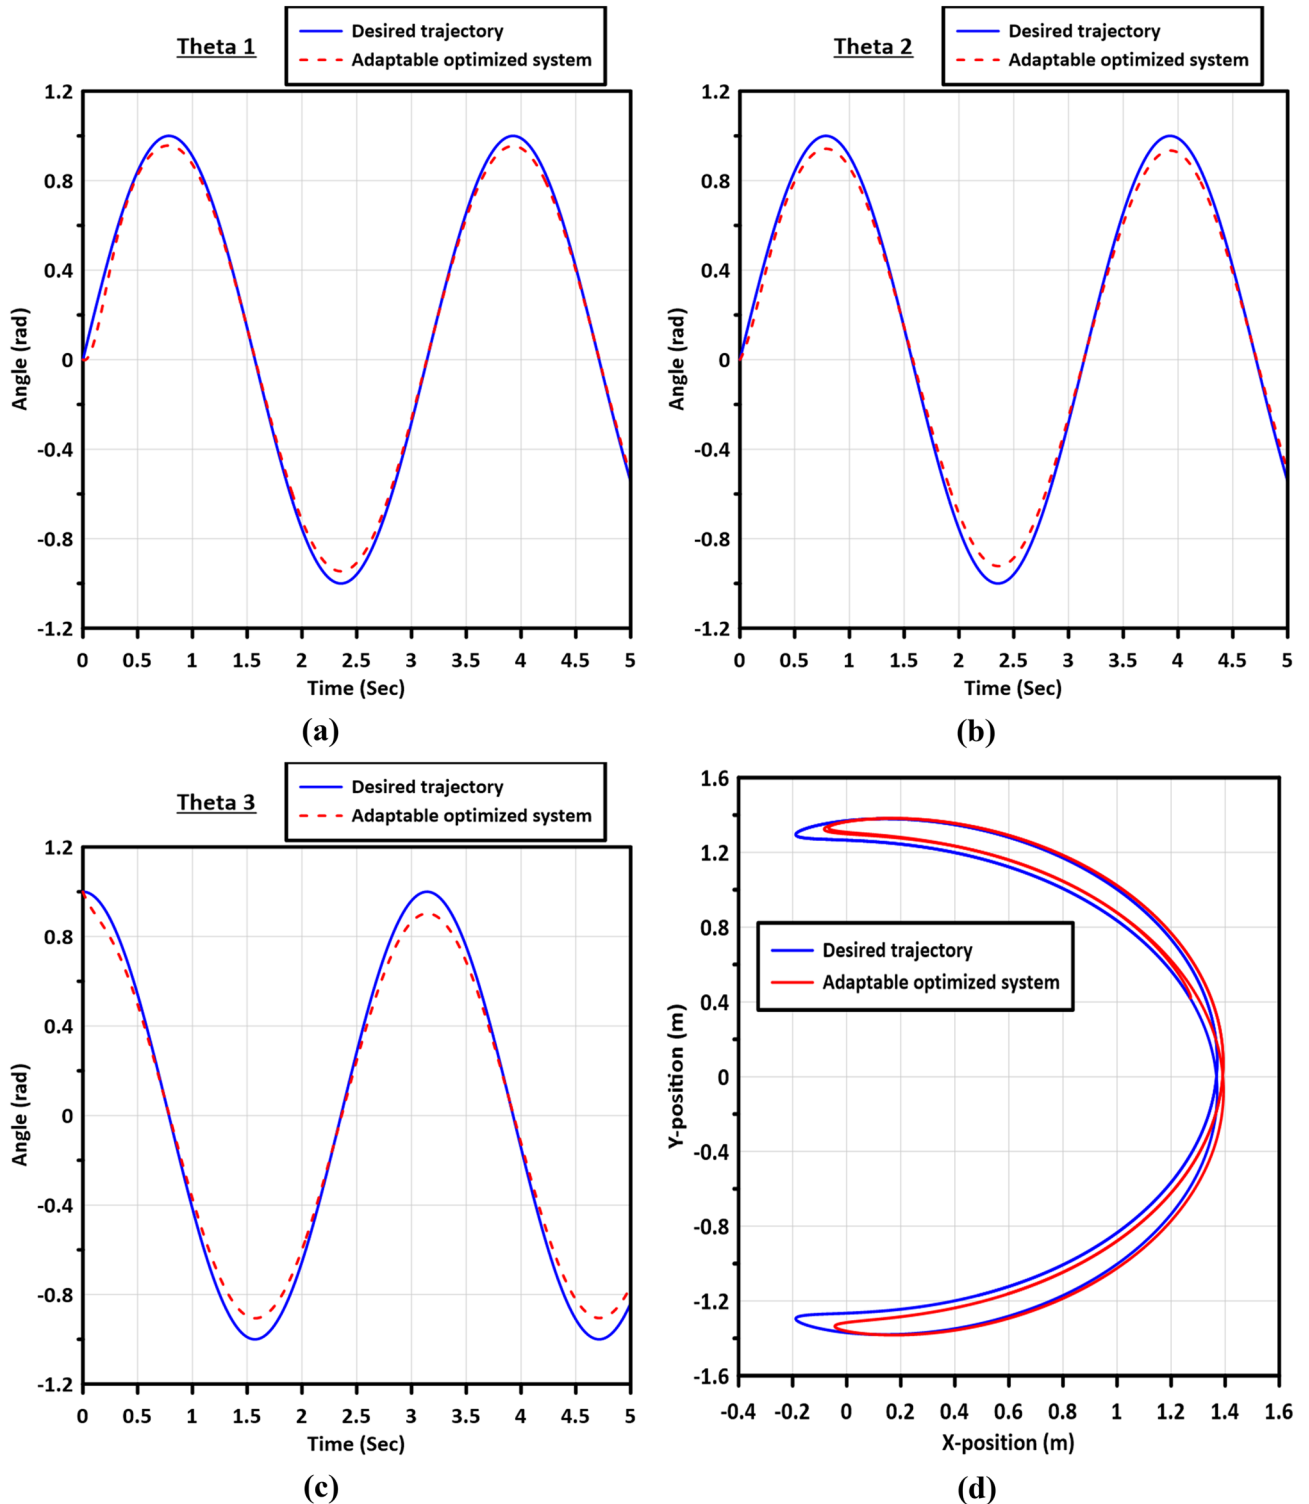 Theta 1
Desired trajectory
Adaptable optimized system
1.2
0.8
0.4
0
-0.4
-0.8
-1.2
Angle (rad)
0 0.5 1 1.5 2 2.5 3 3.5 4 4.5 5
Time (Sec)
(a)
Theta 2
Desired trajectory
Adaptable optimized system
1.2
0.8
0.4
0
-0.4
-0.8
-1.2
Angle (rad)
0 0.5 1 1.5 2 2.5 3 3.5 4 4.5 5
Time (Sec)
(b)
Theta 3
Desired trajectory
Adaptable optimized system
1.2
0.8
0.4
0
-0.4
-0.8
-1.2
Angle (rad)
0 0.5 1 1.5 2 2.5 3 3.5 4 4.5 5
Time (Sec)
(c)
1.6
1.2
0.8
0.4
0
-0.4
-0.8
-1.2
-1.6
Y-position (m)
Desired trajectory
Adaptable optimized system
-0.4 -0.2 0 0.2 0.4 0.6 0.8 1 1.2 1.4 1.6
X-position (m)
(d)